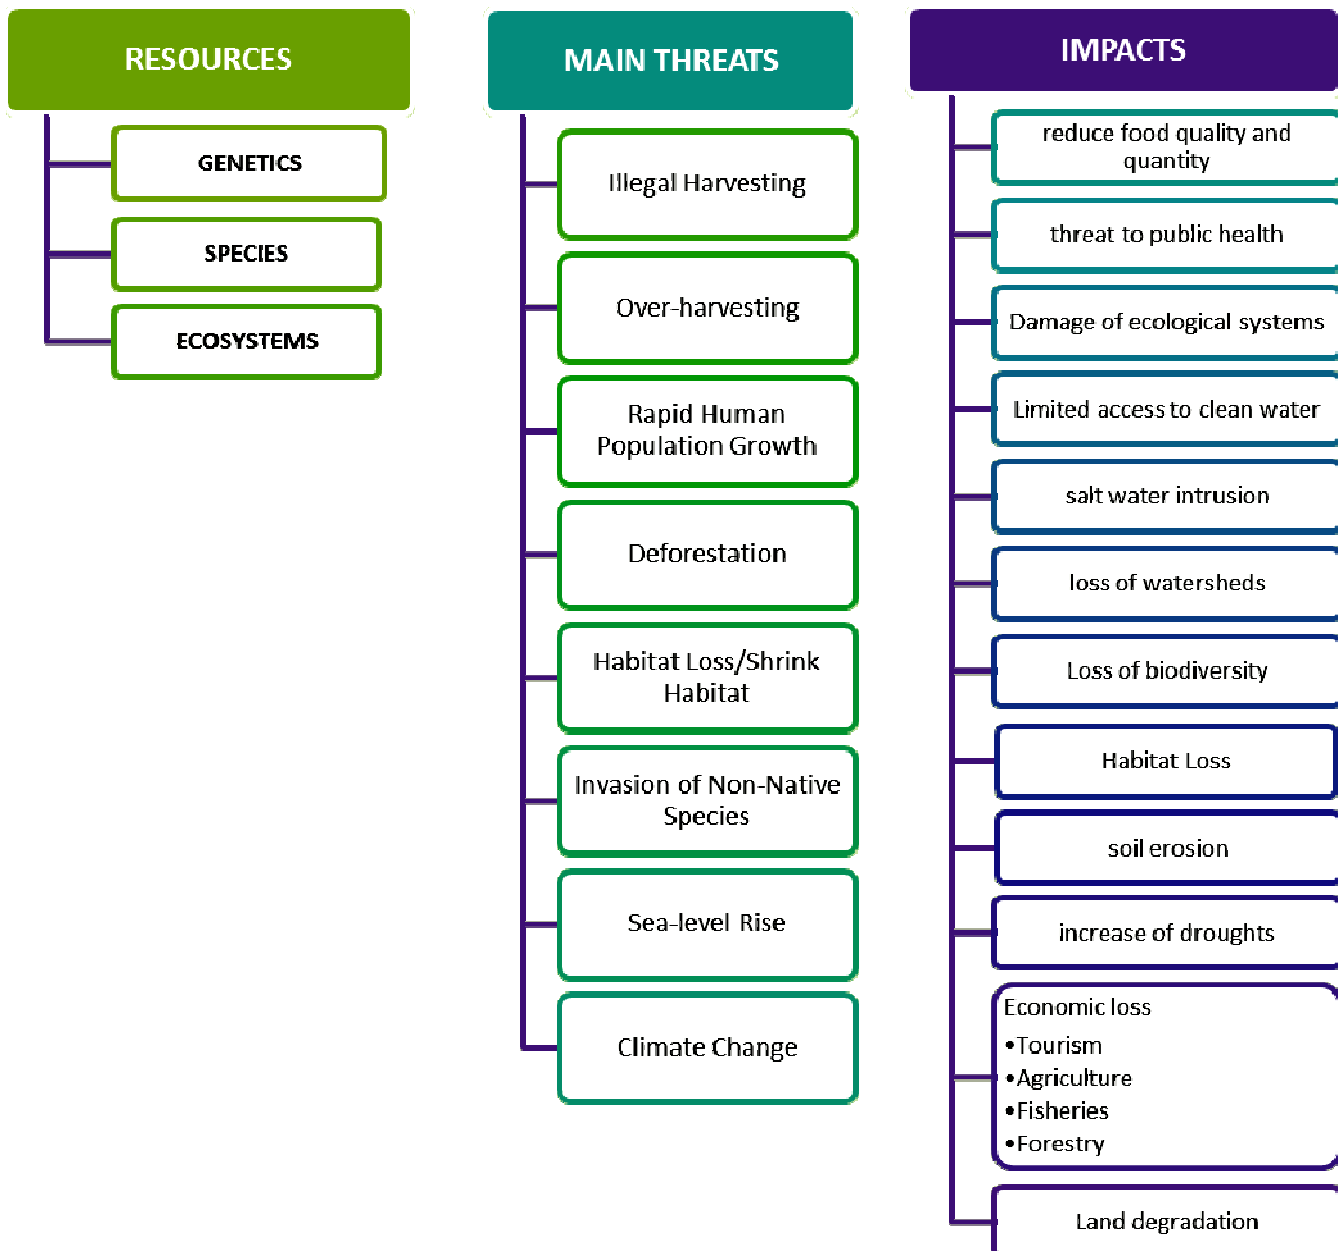 RESOURCES
GENETICS
SPECIES
ECOSYSTEMS
MAIN THREATS
Illegal Harvesting
Over-harvesting
Rapid Human
Population Growth
Deforestation
Habitat Loss/Shrink
Habitat
Invasion of Non-Native
Species
Sea-level Rise
Climate Change
IMPACTS
reduce food quality and
quantity
threat to public health
Damage of ecological systems
Limited access to clean water
salt water intrusion
loss of watersheds
Loss of biodiversity
Habitat Loss
soil erosion
increase of droughts
Economic loss
•Tourism
•Agriculture
•Fisheries
•Forestry
Land degradation